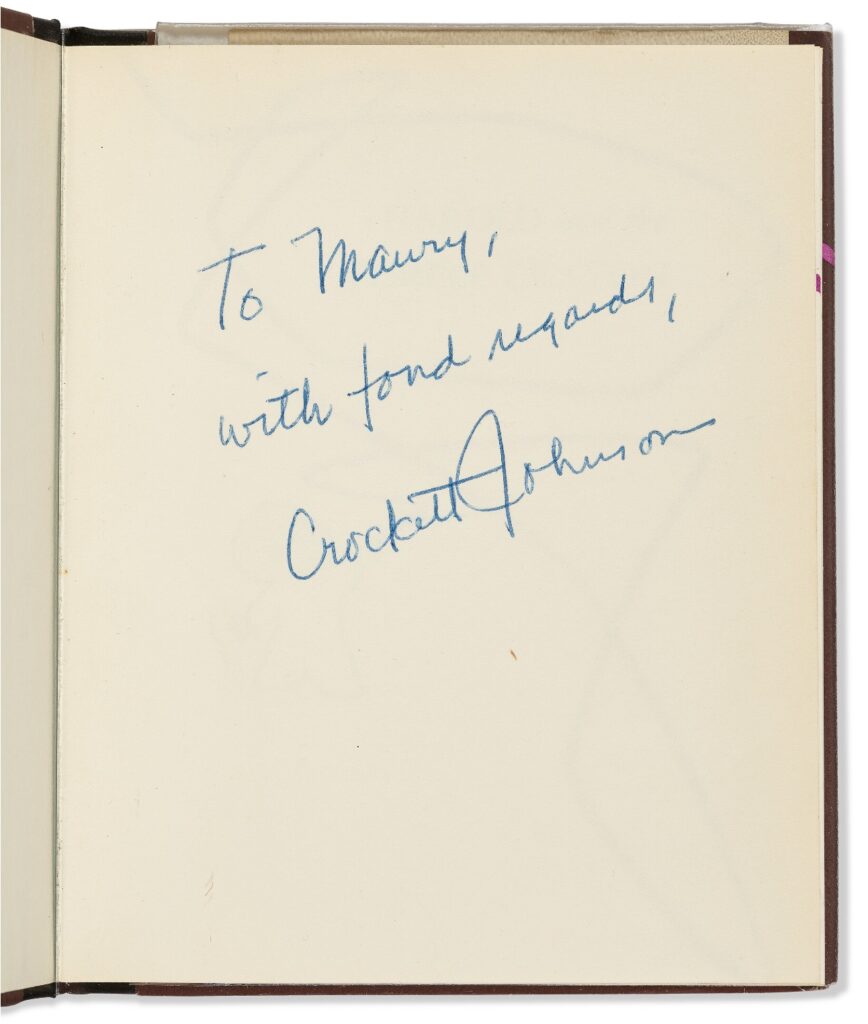 To Maury,
with fond regards,
Crockett Johnson